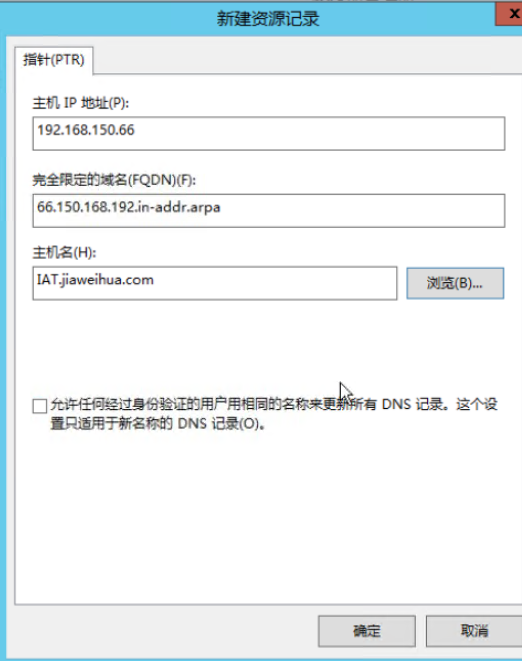 新建资源记录
指针(PTR)
主机 IP 地址(P):
192.168.150.66
完全限定的域名(FQDN)(F):
66.150.168.192.in-addr.arpa
主机名(H):
IAT.jiaweihua.com
浏览(B)...
允许任何经过身份验证的用户用相同的名称来更新所有 DNS 记录。这个设
置只适用于新名称的 DNS 记录(O)。
确定
取消